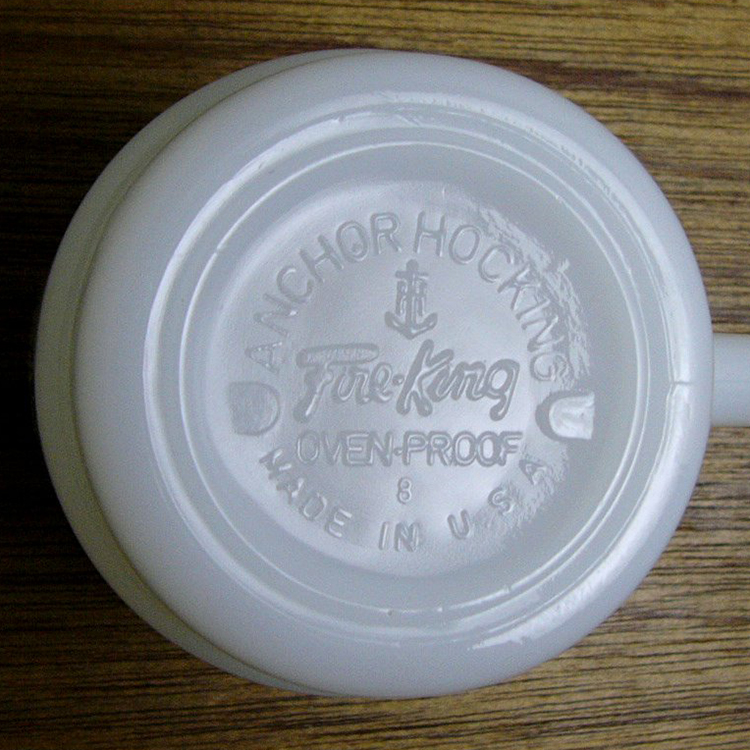 ANCHOR HOCKING
Fire-King
OVEN-PROOF
8
MADE IN U S A